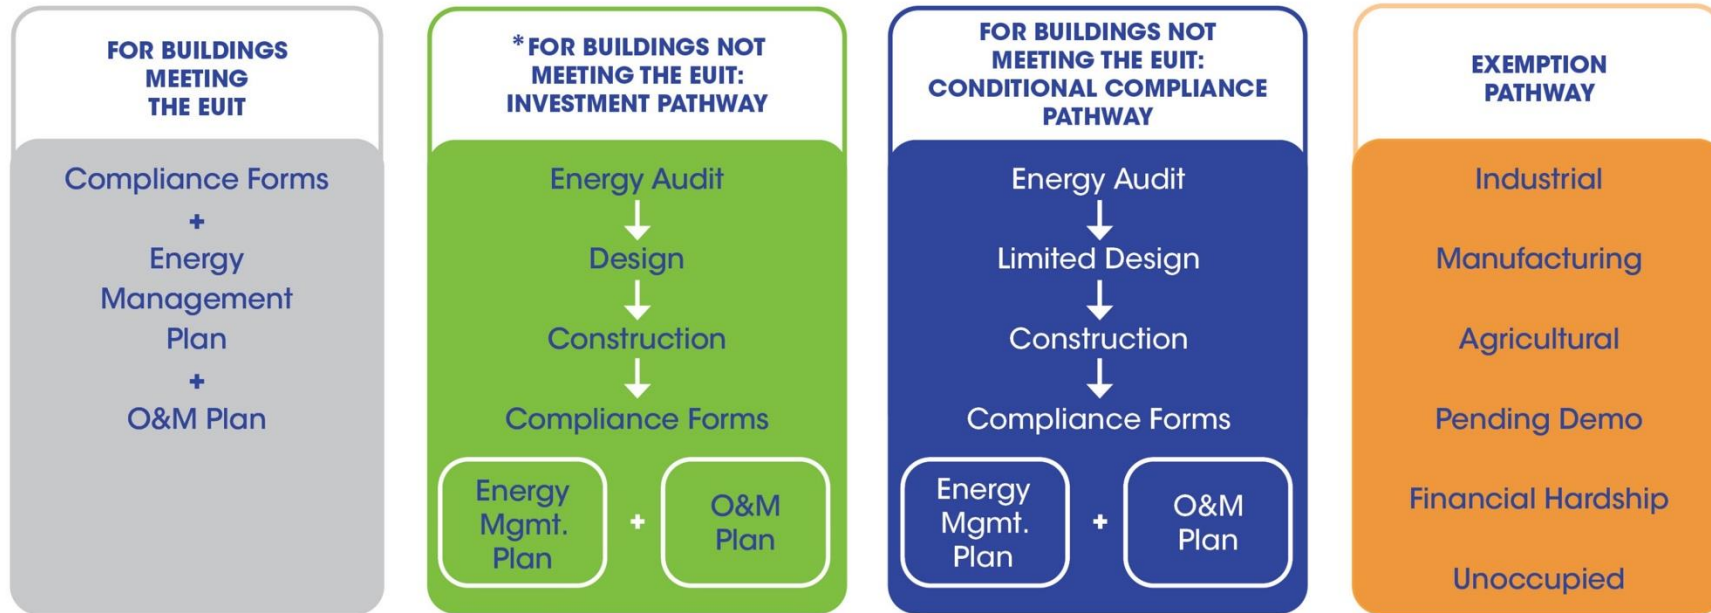 FOR BUILDINGS
MEETING
THE EUIT
Compliance Forms
+
Energy
Management
Plan
+
O&M Plan
*FOR BUILDINGS NOT
MEETING THE EUIT:
INVESTMENT PATHWAY
Energy Audit
Design
Construction
Compliance Forms
Energy
Mgmt.
Plan
+
O&M
Plan
FOR BUILDINGS NOT
MEETING THE EUIT:
CONDITIONAL COMPLIANCE
PATHWAY
Energy Audit
Limited Design
Construction
Compliance Forms
Energy
Mgmt.
Plan
+
O&M
Plan
EXEMPTION
PATHWAY
Industrial
Manufacturing
Agricultural
Pending Demo
Financial Hardship
Unoccupied